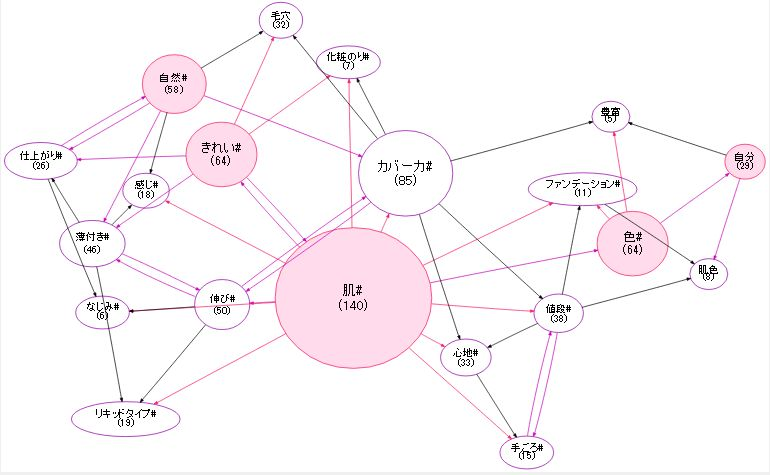 毛穴
(32)
化粧のり#
(7)
自然#
(58)
豊富
(5)
きれい#
(64)
仕上がり#
(26)
カバー力#
(85)
自分
(29)
感じ#
(18)
ファンデーション#
(11)
薄付き#
(46)
色#
(64)
肌色
(8)
なじみ#
(6)
伸び#
(50)
肌#
(140)
値段#
(38)
心地#
(33)
リキッドタイプ#
(19)
手ごろ#
(15)